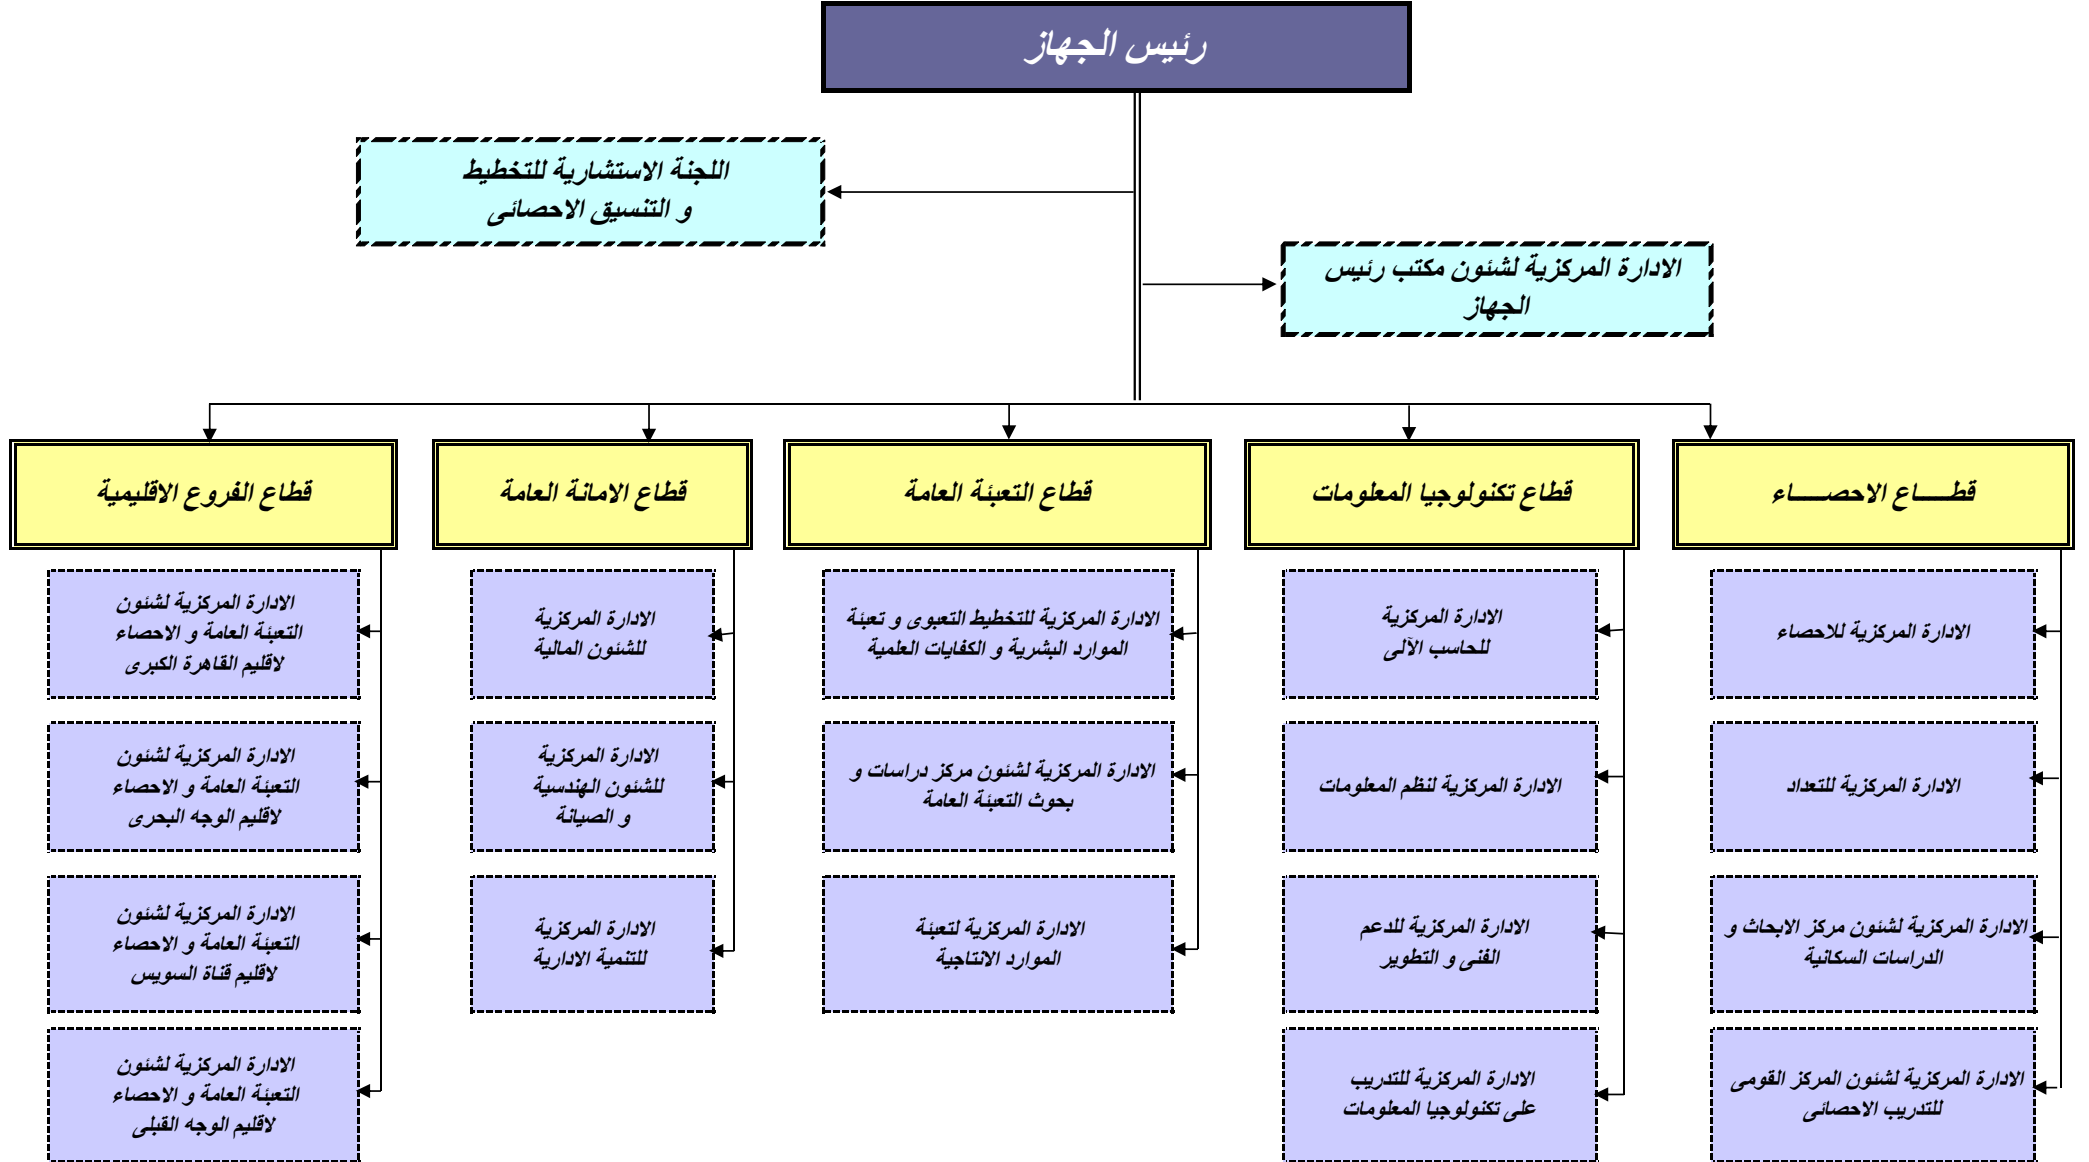 رئيس الجهاز
اللجنة الاستشارية للتخطيط
و التنسيق الاحصائى
الادارة المركزية لشئون مكتب رئيس
الجهاز
قطـــاع الاحصـــاء
قطاع تكنولوجيا المعلومات
قطاع التعبئة العامة
قطاع الامانة العامة
قطاع الفروع الاقليمية
الادارة المركزية للاحصاء
الادارة المركزية للتعداد
الادارة المركزية لشئون مركز الابحاث و
الدراسات السكانية
الادارة المركزية لشئون المركز القومى
للتدريب الاحصائى
الادارة المركزية
للحاسب الآلى
الادارة المركزية لنظم المعلومات
الادارة المركزية للدعم
الفنى و التطوير
الادارة المركزية للتدريب
على تكنولوجيا المعلومات
الادارة المركزية للتخطيط التعبوى و تعبئة
الموارد البشرية و الكفايات العلمية
الادارة المركزية لشئون مركز دراسات و
بحوث التعبئة العامة
الادارة المركزية لتعبئة
الموارد الانتاجية
الادارة المركزية
للشئون المالية
الادارة المركزية
للشئون الهندسية
و الصيانة
الادارة المركزية
للتنمية الادارية
الادارة المركزية لشئون
التعبئة العامة و الاحصاء
لاقليم القاهرة الكبرى
الادارة المركزية لشئون
التعبئة العامة و الاحصاء
لاقليم الوجه البحرى
الادارة المركزية لشئون
التعبئة العامة و الاحصاء
لاقليم قناة السويس
الادارة المركزية لشئون
التعبئة العامة و الاحصاء
لاقليم الوجه القبلى